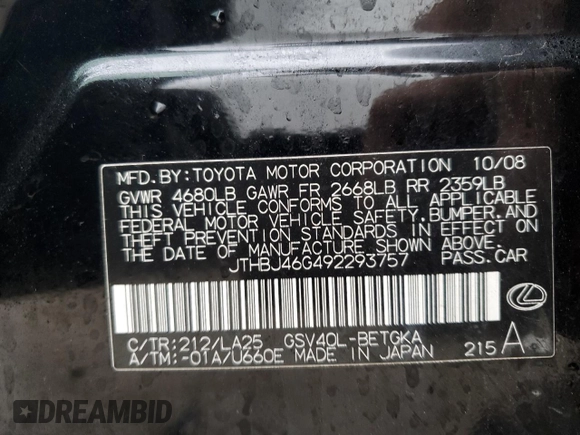 MFD.BY:TOYOTA MOTOR CORPORATION 10/08
GVWR 4680LB GAWR FR 2668LB RR 2359LB
THIS VEHICLE CONFORMS TO ALL APPLICABLE
FEDERAL MOTOR VEHICLE SAFETY,BUMPER,AND
THEFT PREVENTION STANDARDS IN EFFECT ON
THE DATE OF MANUFACTURE SHOWN ABOVE.
JTHBJ46G492293757 PASS.CAR
C/TR:212/LA25 GSV40L-BETGKA
A/TM:-01A/U660E MADE IN JAPAN 215 A
DREAMBID